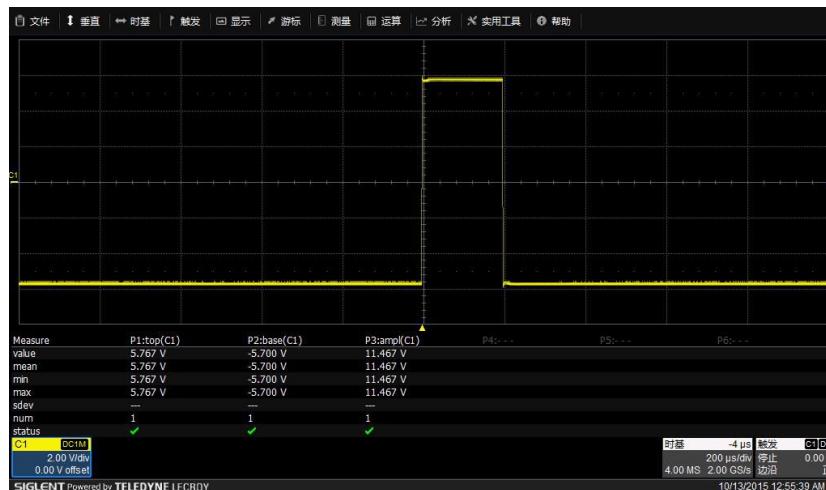 文件 垂直 时基 触发 显示 游标 测量 运算 分析 实用工具 帮助
C1
Measure P1:top(C1) P2:base(C1) P3:ampl(C1) P4:--- P5:--- P6:---
value 5.767 V -5.700 V 11.467 V
mean 5.767 V -5.700 V 11.467 V
min 5.767 V -5.700 V 11.467 V
max 5.767 V -5.700 V 11.467 V
sdev --- --- ---
num 1 1 1
status
C1 DC1M 时基 -4 µs 触发 C1 D
2.00 V/div 200 µs/div 停止 0.00
0.00 V offset 4.00 MS 2.00 GS/s 边沿
SIGLENT Powered by TELEDYNE LECROY 10/13/2015 12:55:39 AM